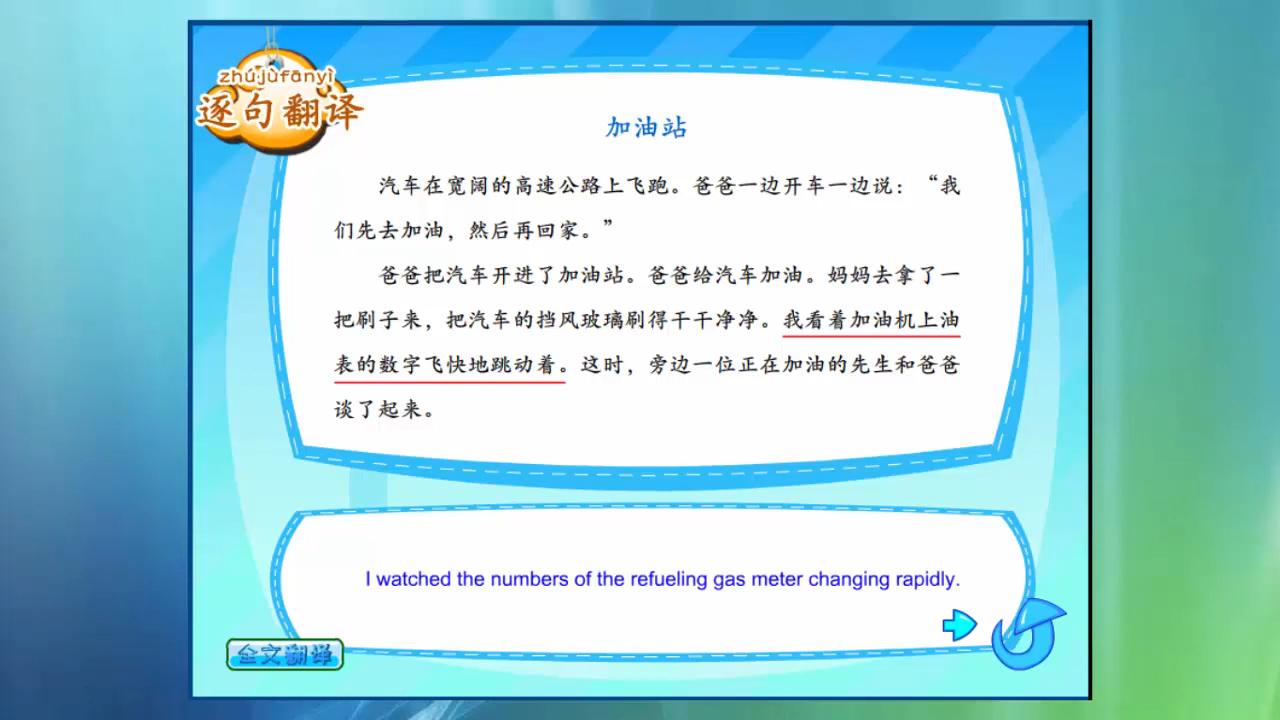 zhújùfānyì
逐句翻译
加油站
汽车在宽阔的高速公路上飞跑。爸爸一边开车一边说：“我
们先去加油，然后再回家。”
爸爸把汽车开进了加油站。爸爸给汽车加油。妈妈去拿了一
把刷子来，把汽车的挡风玻璃刷得干干净净。我看着加油机上油
表的数字飞快地跳动着。这时，旁边一位正在加油的先生和爸爸
谈了起来。
I watched the numbers of the refueling gas meter changing rapidly.
全文翻译